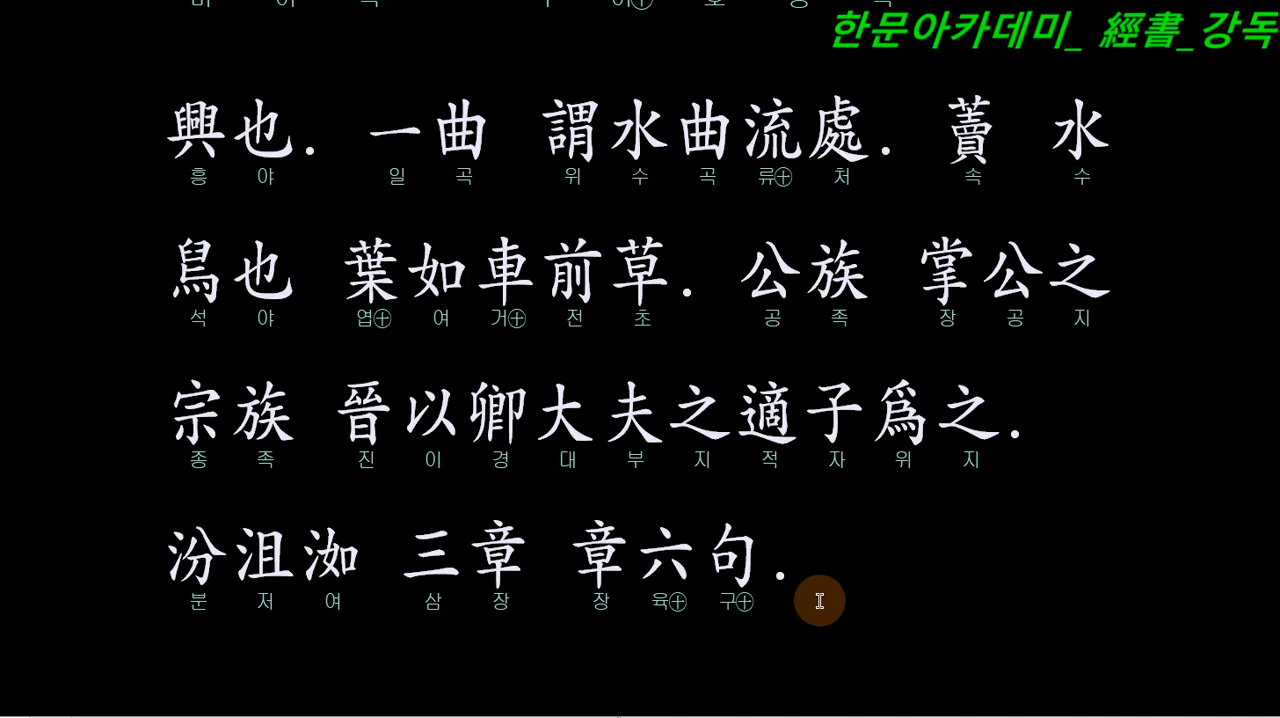 한문아카데미_ 經書_강독
興也. 一曲 謂水曲流處. 藚 水
흥 야 일 곡 위 수 곡 류㊉ 처 속 수
舃也 葉如車前草. 公族 掌公之
석 야 엽㊉ 여 거㊉ 전 초 공 족 장 공 지
宗族 晉以卿大夫之適子爲之.
종 족 진 이 경 대 부 지 적 자 위 지
汾沮洳 三章 章六句.
분 저 여 삼 장 장 육㊉ 구㊉